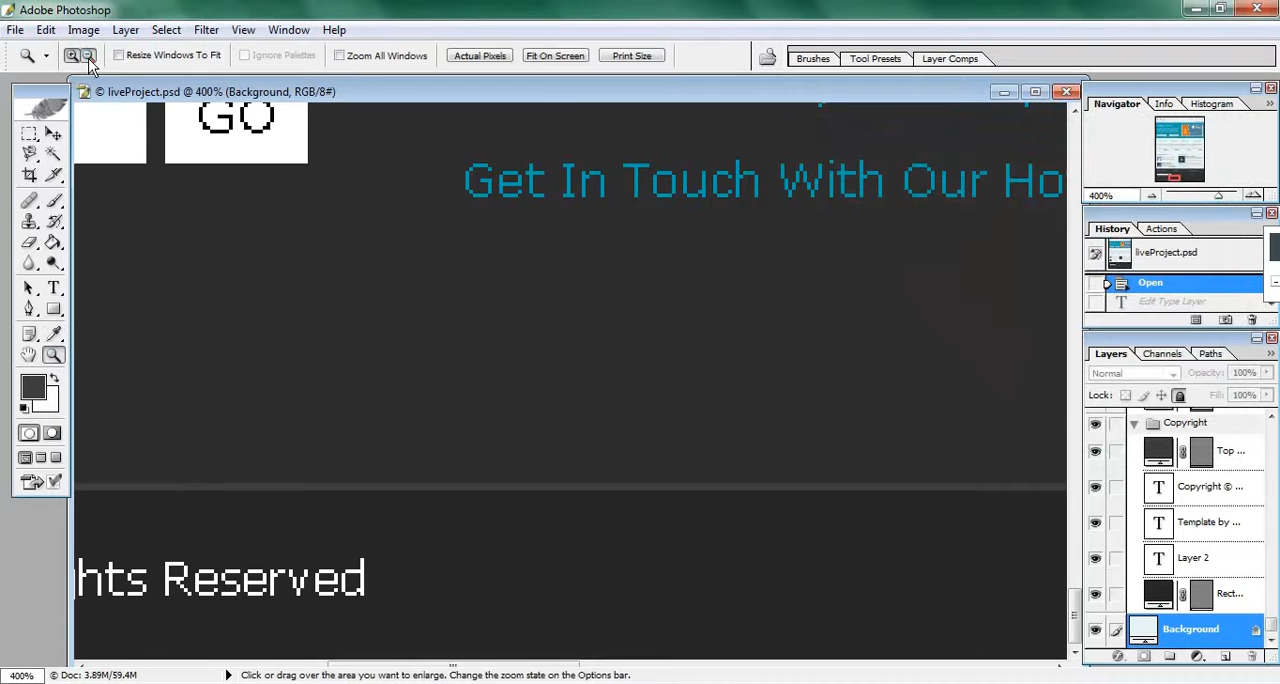 Adobe Photoshop
File Edit Image Layer Select Filter View Window Help
Resize Windows To Fit Ignore Palettes Zoom All Windows Actual Pixels Fit On Screen Print Size Brushes Tool Presets Layer Comps
© liveProject.psd @ 400% (Background, RGB/8#)
GO
Get In Touch With Our Ho
hts Reserved
Navigator Info Histogram
400%
History Actions
liveProject.psd
Open
Edit Type Layer
Layers Channels Paths
Normal Opacity: 100%
Lock: Fill: 100%
Copyright
Top ...
Copyright © ...
Template by ...
Layer 2
Rect...
Background
400% © Doc: 3.89M/59.4M Click or drag over the area you want to enlarge. Change the zoom state on the Options bar.